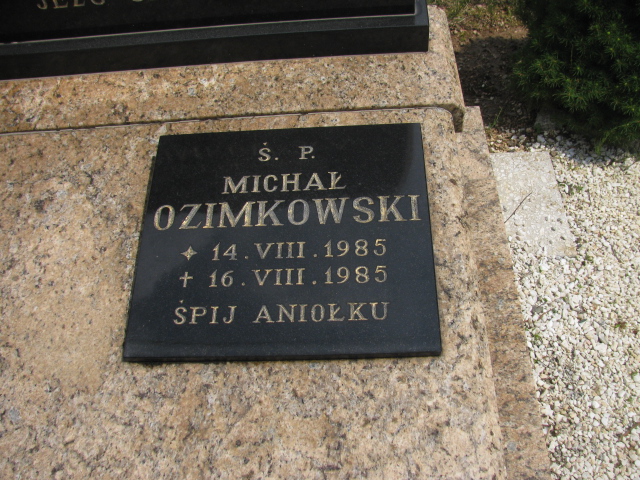 Ś. P.
MICHAŁ
OZIMKOWSKI
✦ 14.VIII.1985
✝ 16.VIII.1985
ŚPIJ ANIOŁKU